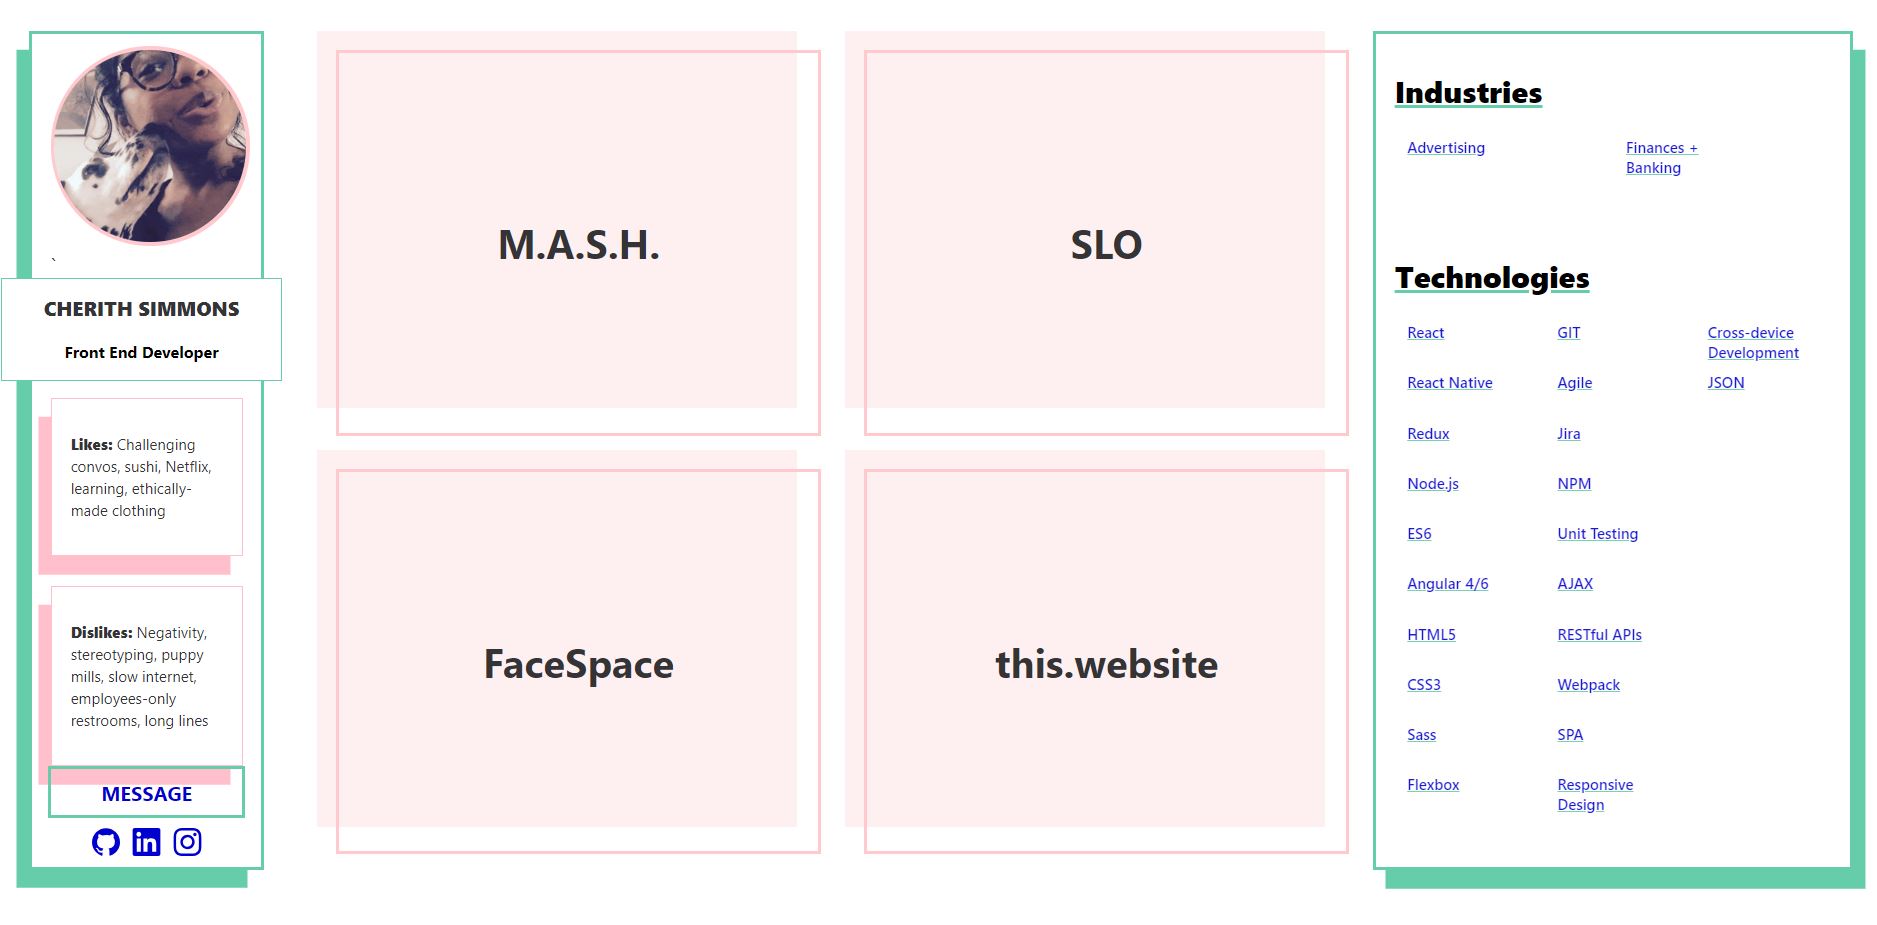 `
CHERITH SIMMONS
Front End Developer
Likes: Challenging
convos, sushi, Netflix,
learning, ethically-
made clothing
Dislikes: Negativity,
stereotyping, puppy
mills, slow internet,
employees-only
restrooms, long lines
MESSAGE
in
M.A.S.H.
SLO
FaceSpace
this.website
Industries
Advertising
Finances +
Banking
Technologies
React
React Native
Redux
Node.js
ES6
Angular 4/6
HTML5
CSS3
Sass
Flexbox
GIT
Agile
Jira
NPM
Unit Testing
AJAX
RESTful APIs
Webpack
SPA
Responsive
Design
Cross-device
Development
JSON